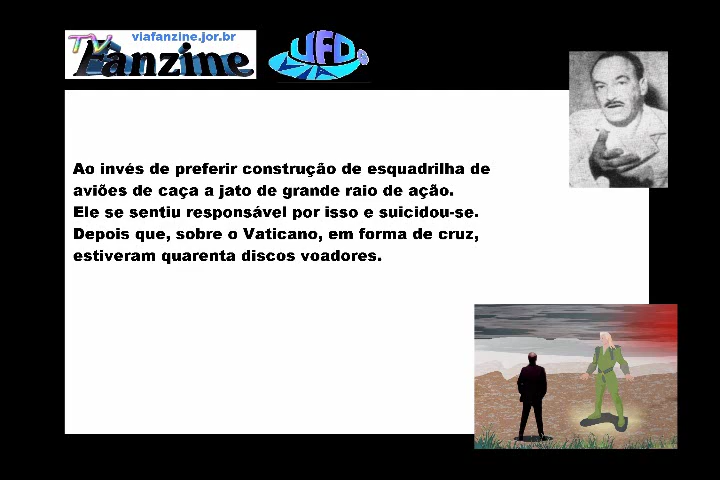 viafanzine.jor.br
TV
Fanzine
UFO
VIA
Ao invés de preferir construção de esquadrilha de
aviões de caça a jato de grande raio de ação.
Ele se sentiu responsável por isso e suicidou-se.
Depois que, sobre o Vaticano, em forma de cruz,
estiveram quarenta discos voadores.